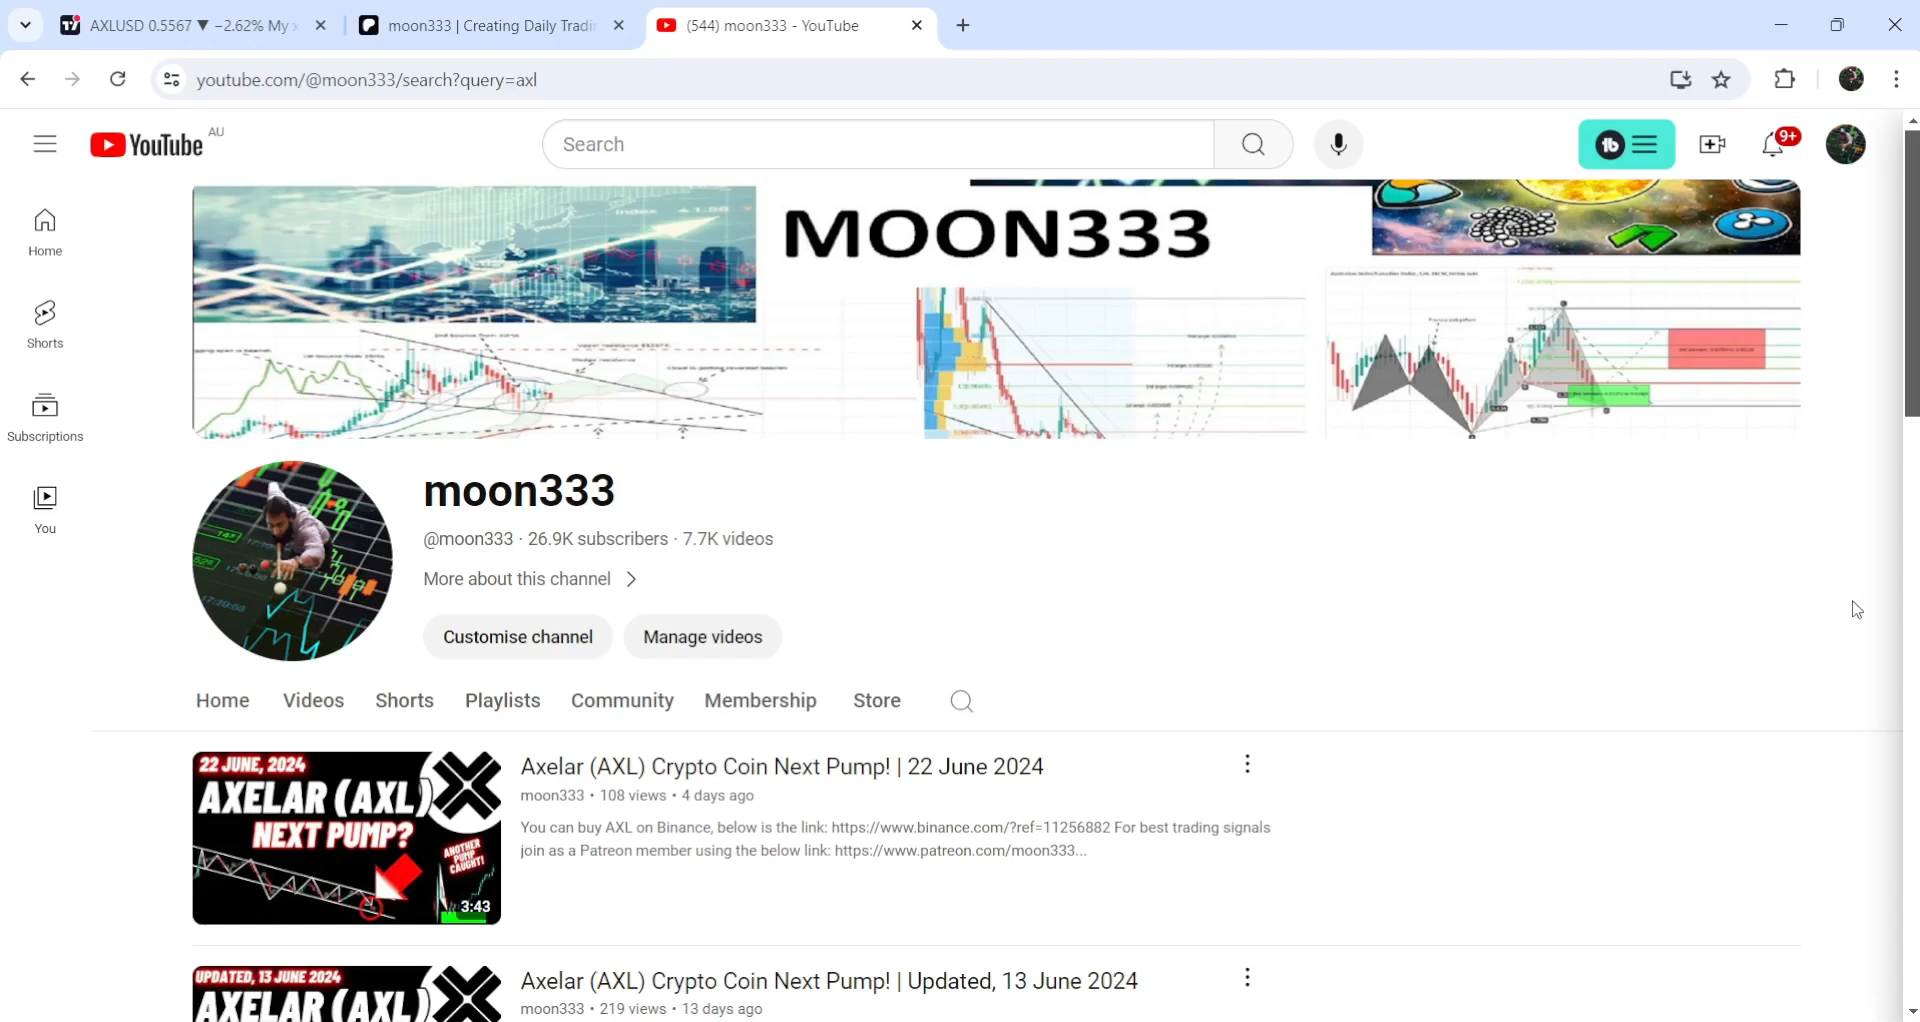 AXLUSD 0.5567 ▼ −2.62% My
moon333 | Creating Daily Tradi
(544) moon333 - YouTube
youtube.com/@moon333/search?query=axl
YouTube AU
Search
9+
Home
Shorts
Subscriptions
You
MOON333
moon333
@moon333 · 26.9K subscribers · 7.7K videos
More about this channel
Customise channel
Manage videos
Home Videos Shorts Playlists Community Membership Store
22 JUNE, 2024
AXELAR (AXL)
NEXT PUMP?
ANOTHER
PUMP
CAUGHT!
3:43
Axelar (AXL) Crypto Coin Next Pump! | 22 June 2024
moon333 • 108 views • 4 days ago
You can buy AXL on Binance, below is the link: https://www.binance.com/?ref=11256882 For best trading signals
join as a Patreon member using the below link: https://www.patreon.com/moon333...
UPDATED, 13 JUNE 2024
AXELAR (AXL)
Axelar (AXL) Crypto Coin Next Pump! | Updated, 13 June 2024
moon333 • 219 views • 13 days ago